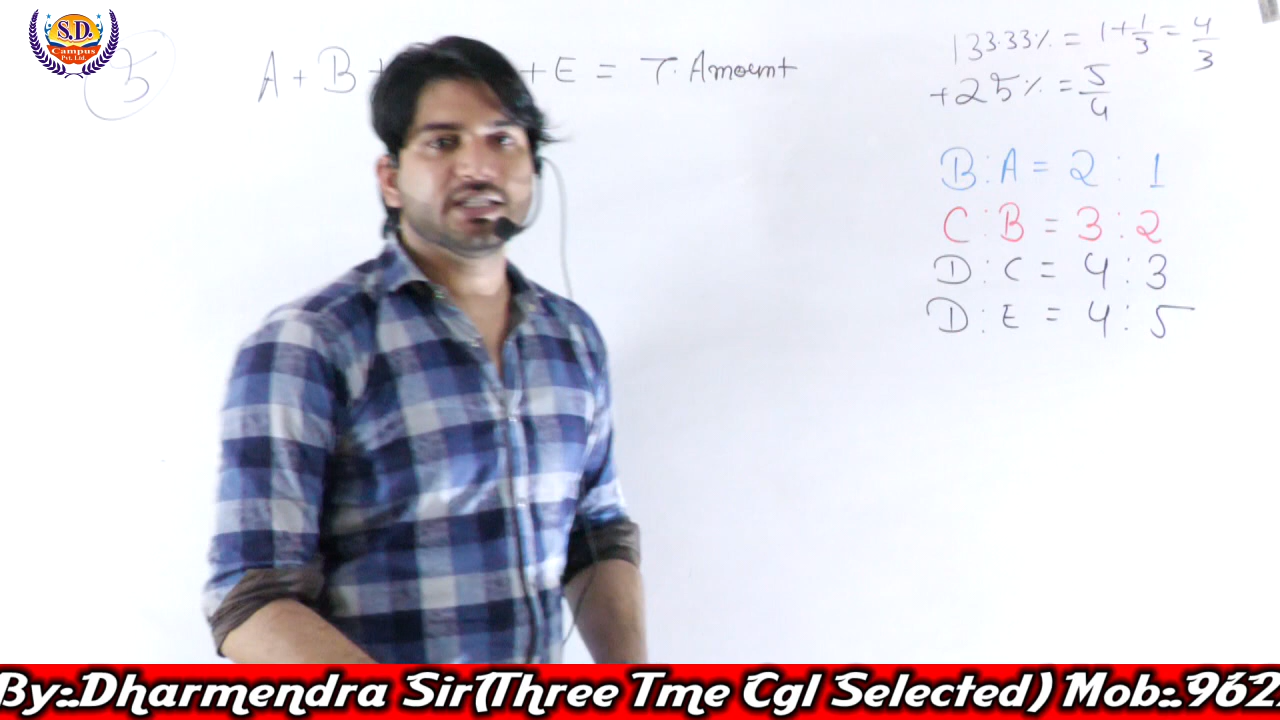 S.D.
Campus
Pvt. Ltd.
5
A + B + + E = T. Amount
133.33% = 1 + 1/3 = 4/3
+25% = 5/4
B : A = 2 : 1
C : B = 3 : 2
D : C = 4 : 3
D : E = 4 : 5
By:.Dharmendra Sir(Three Tme Cgl Selected) Mob:.962